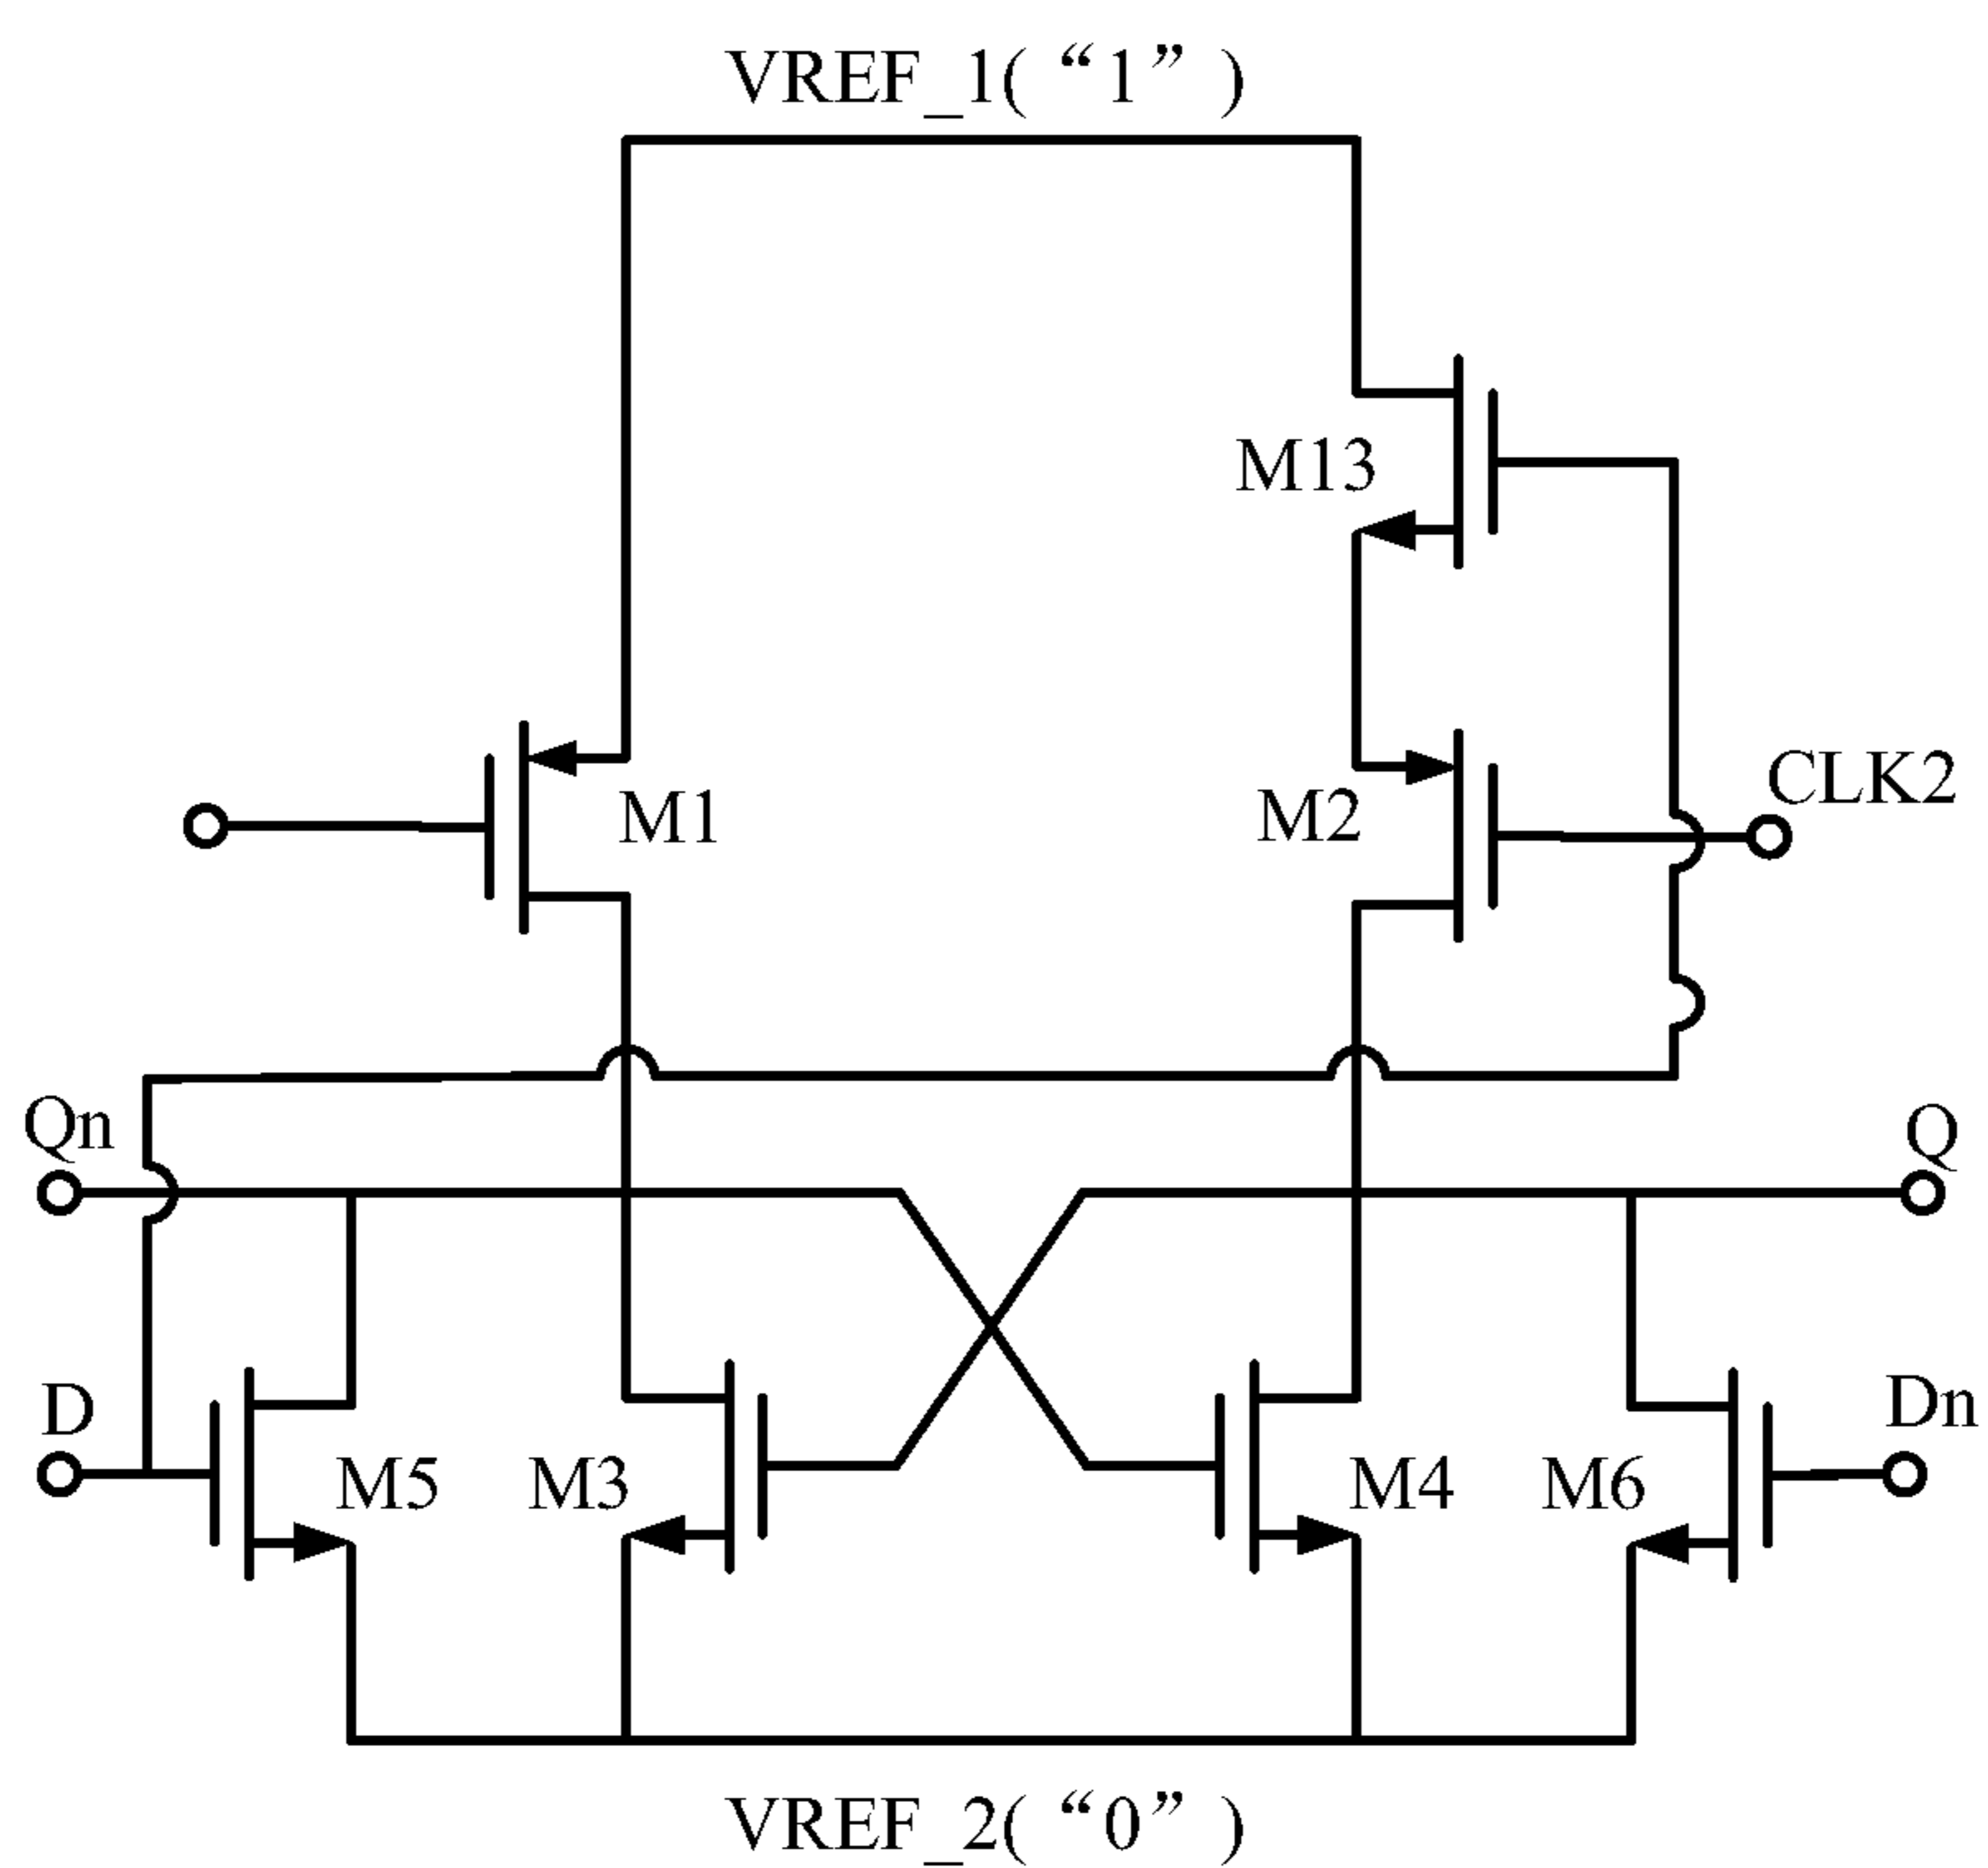 VREF_1(“1”)
M13
CLK2
M1
M2
Qn
Q
D
Dn
M5
M3
M4
M6
VREF_2(“0”)